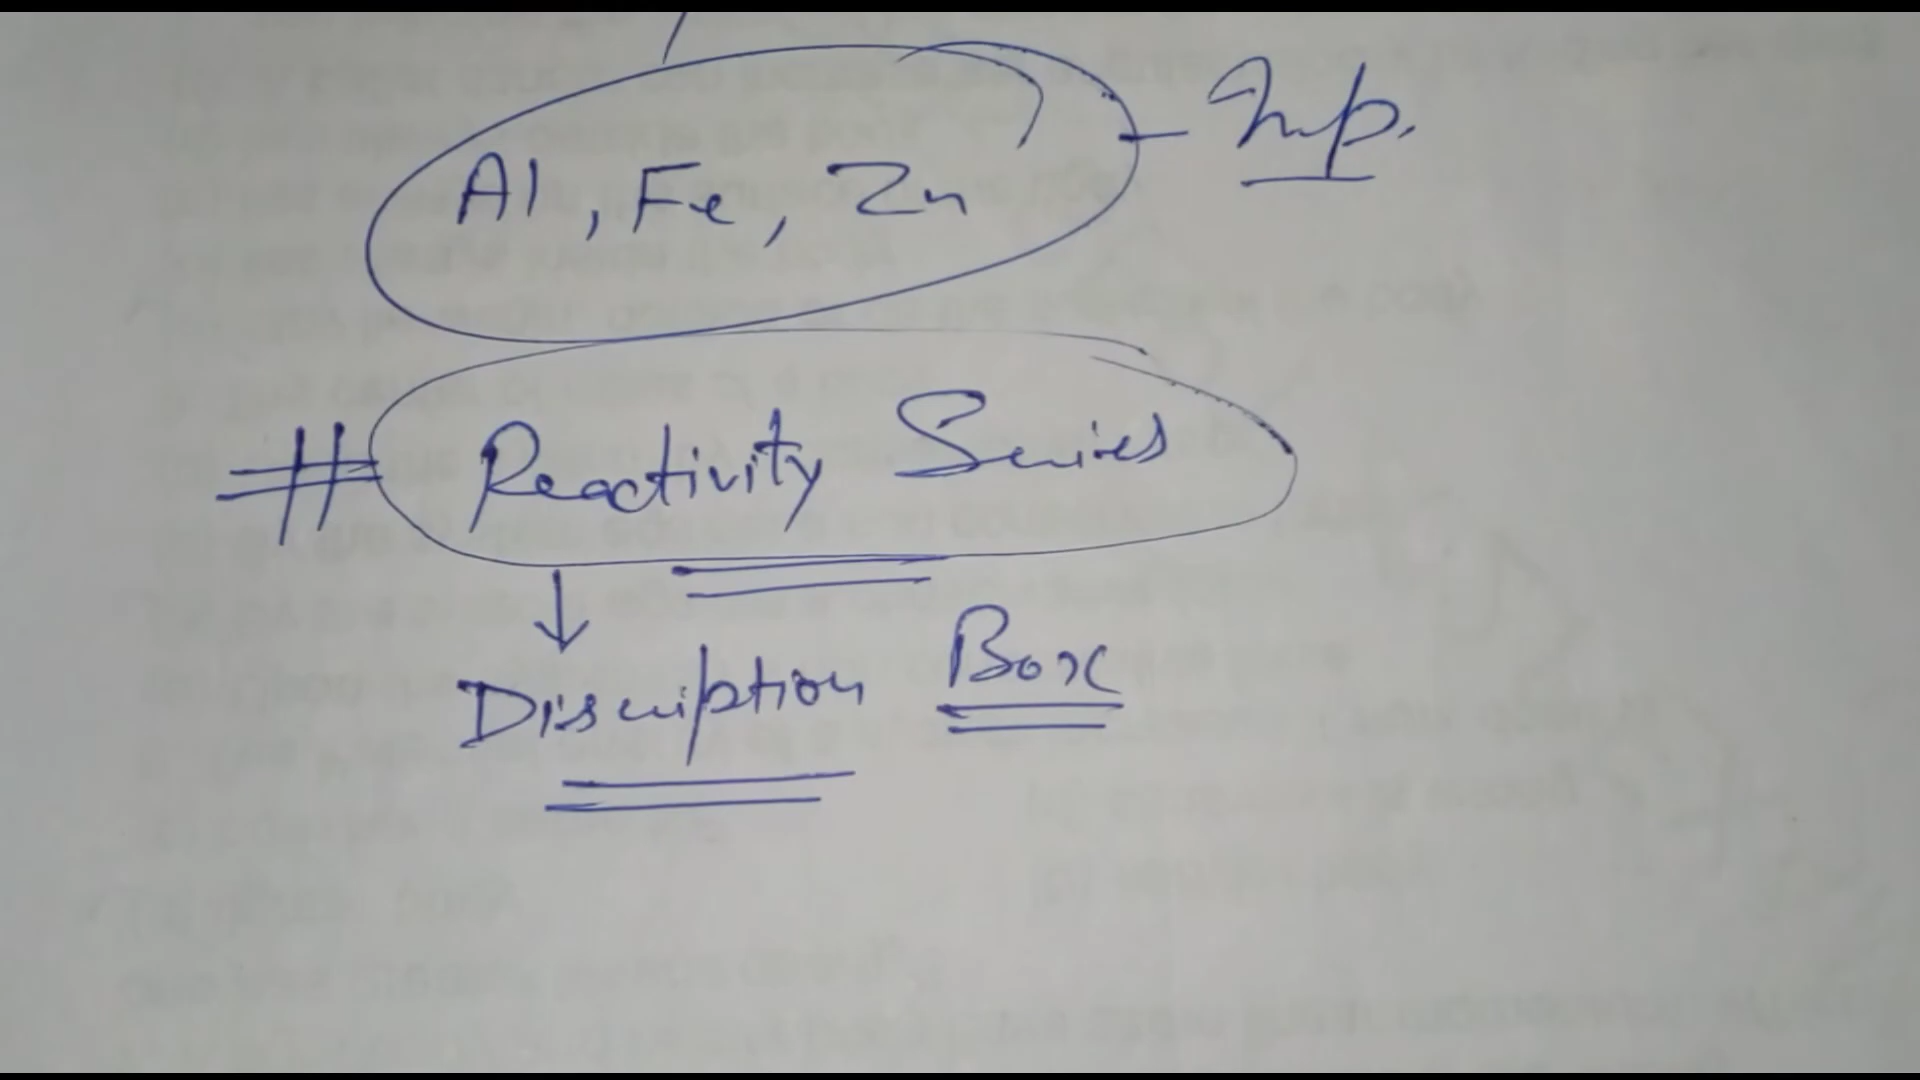 Al, Fe, Zn - Imp.
# Reactivity Series
↓
Discription Box